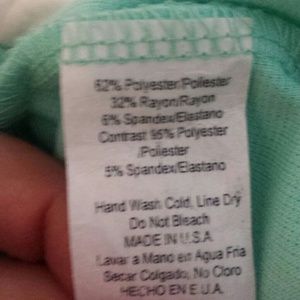 62% Polyester/Poliester
32% Rayon/Rayon
6% Spandex/Elastano
Contrast 95% Polyester
/Poliester
5% Spandex/Elastano
Hand Wash Cold, Line Dry
Do Not Bleach
MADE IN U.S.A
Lavar a Mano en Agua Fria
Secar Colgado, No Cloro
HECHO EN E.U.A.